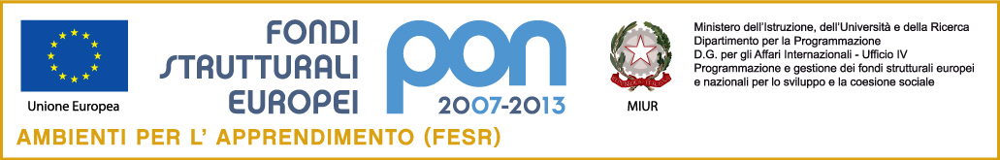 Unione Europea
FONDI
STRUTTURALI
EUROPEI
pon
2007-2013
MIUR
Ministero dell'Istruzione, dell'Università e della Ricerca
Dipartimento per la Programmazione
D.G. per gli Affari Internazionali - Ufficio IV
Programmazione e gestione dei fondi strutturali europei
e nazionali per lo sviluppo e la coesione sociale
AMBIENTI PER L' APPRENDIMENTO (FESR)